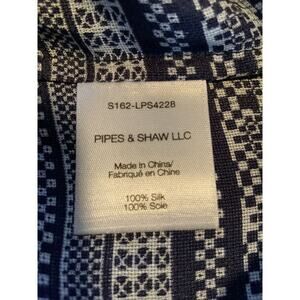 S162-LPS4228
PIPES & SHAW LLC
Made in China/
Fabriqué en Chine
100% Silk
100% Soie